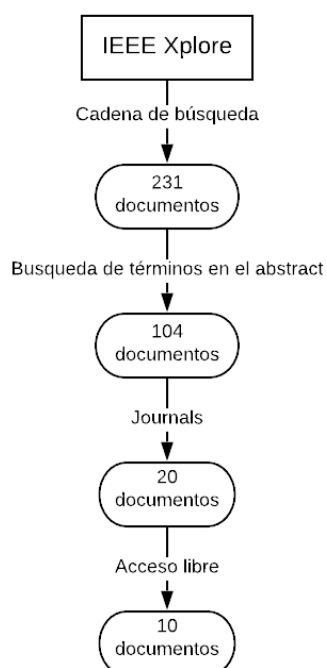 IEEE Xplore
Cadena de búsqueda
231
documentos
Busqueda de términos en el abstract
104
documentos
Journals
20
documentos
Acceso libre
10
documentos